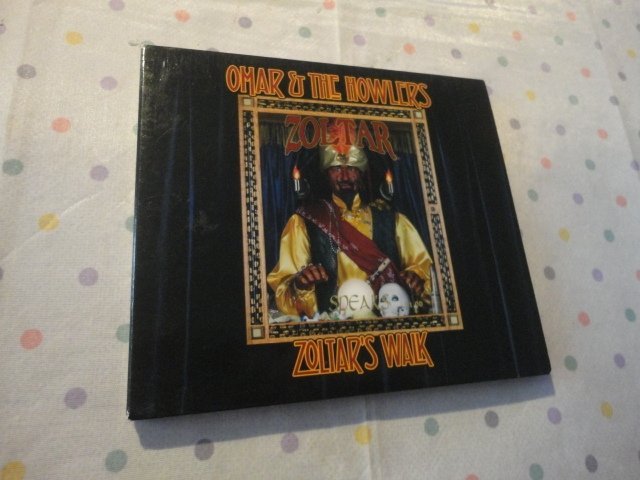 OMAR & THE HOWLERS
ZOLTAR
SPEAKS
ZOLTAR'S WALK